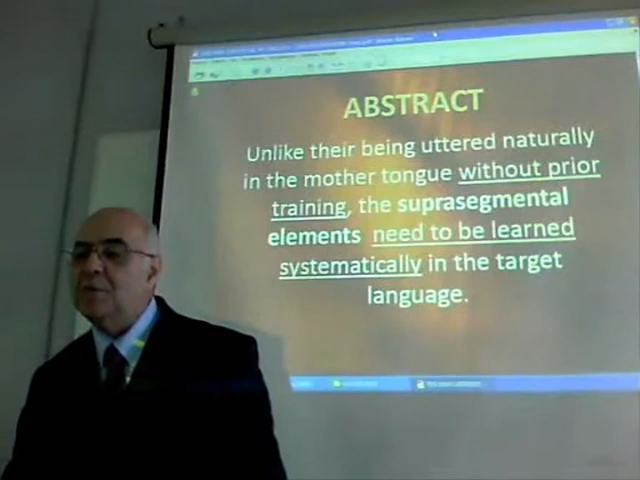 ABSTRACT
Unlike their being uttered naturally
in the mother tongue without prior
training, the suprasegmental
elements need to be learned
systematically in the target
language.